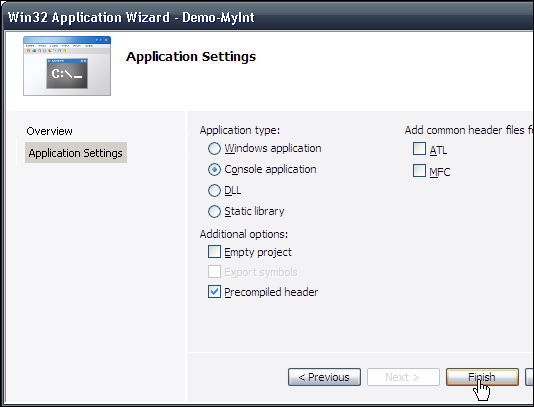 Win32 Application Wizard - Demo-MyInt
C:\_
Application Settings
Overview
Application Settings
Application type:
Windows application
Console application
DLL
Static library
Additional options:
Empty project
Export symbols
Precompiled header
Add common header files
ATL
MFC
< Previous
Next >
Finish